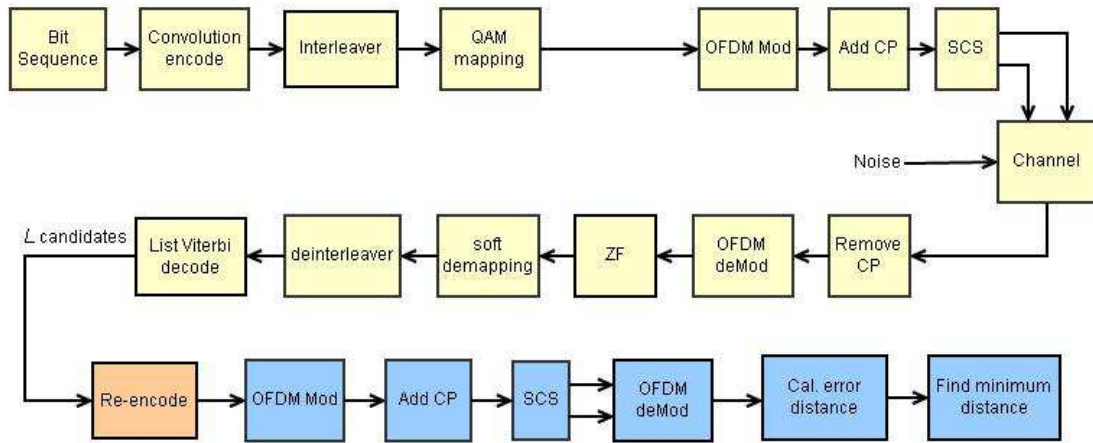 Bit
Sequence
Convolution
encode
Interleaver
QAM
mapping
OFDM Mod
Add CP
SCS
Noise
Channel
L candidates
List Viterbi
decode
deinterleaver
soft
demapping
ZF
OFDM
deMod
Remove
CP
Re-encode
OFDM Mod
Add CP
SCS
OFDM
deMod
Cal. error
distance
Find minimum
distance